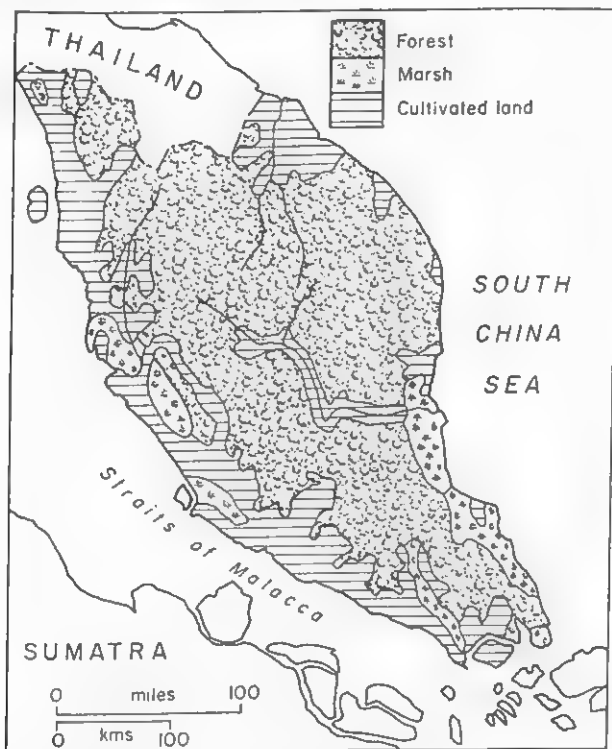 THAILAND
Forest
Marsh
Cultivated land
SOUTH
CHINA
SEA
Straits of Malacca
SUMATRA
0 miles 100
0 kms 100